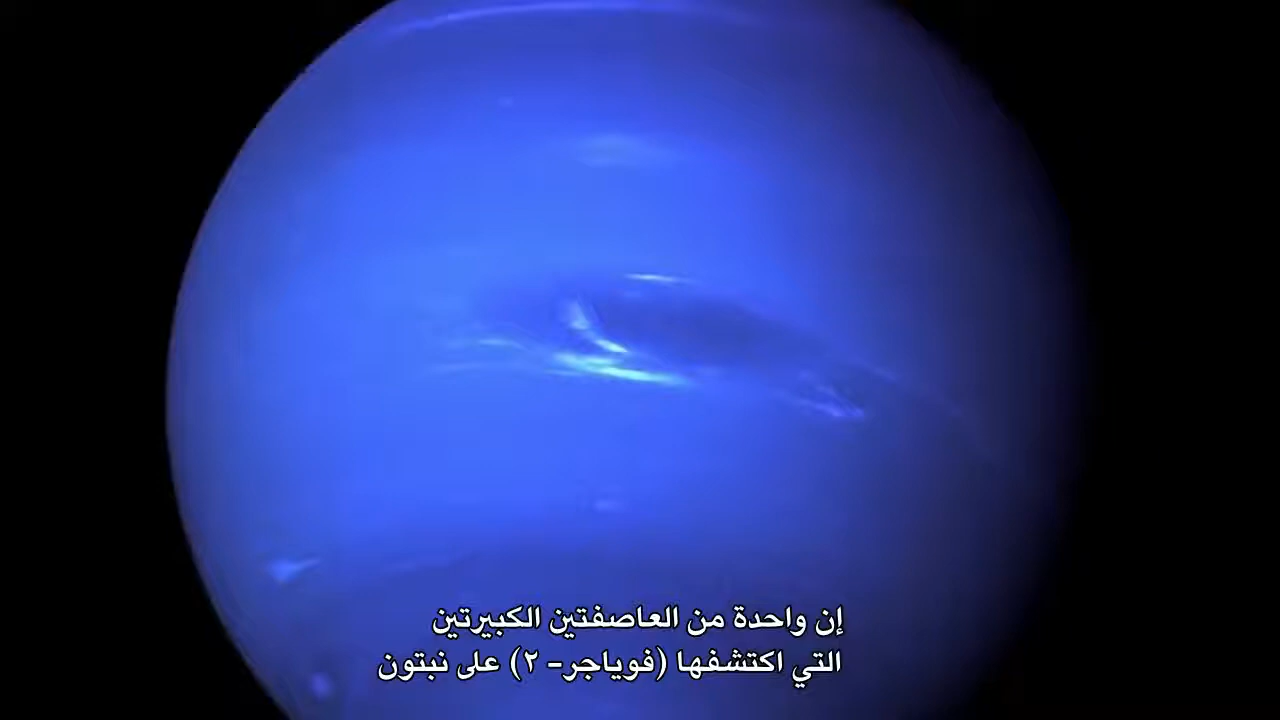 إن واحدة من العاصفتين الكبيرتين
التي اكتشفها (فوياجر- ٢) على نبتون